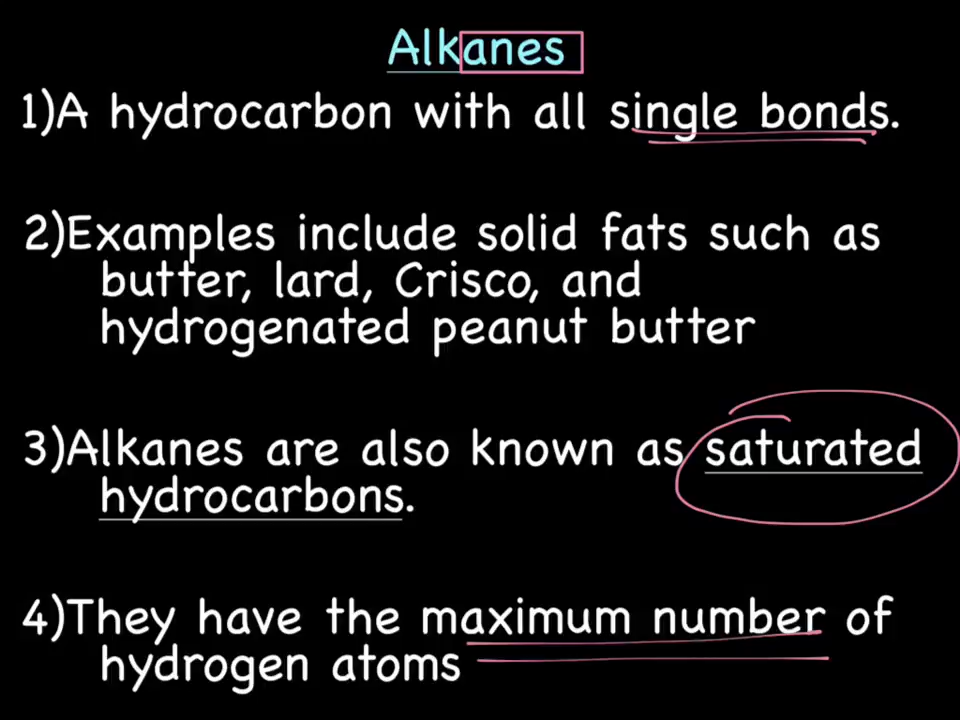 Alkanes
1)A hydrocarbon with all single bonds.
2)Examples include solid fats such as
butter, lard, Crisco, and
hydrogenated peanut butter
3)Alkanes are also known as saturated
hydrocarbons.
4)They have the maximum number of
hydrogen atoms